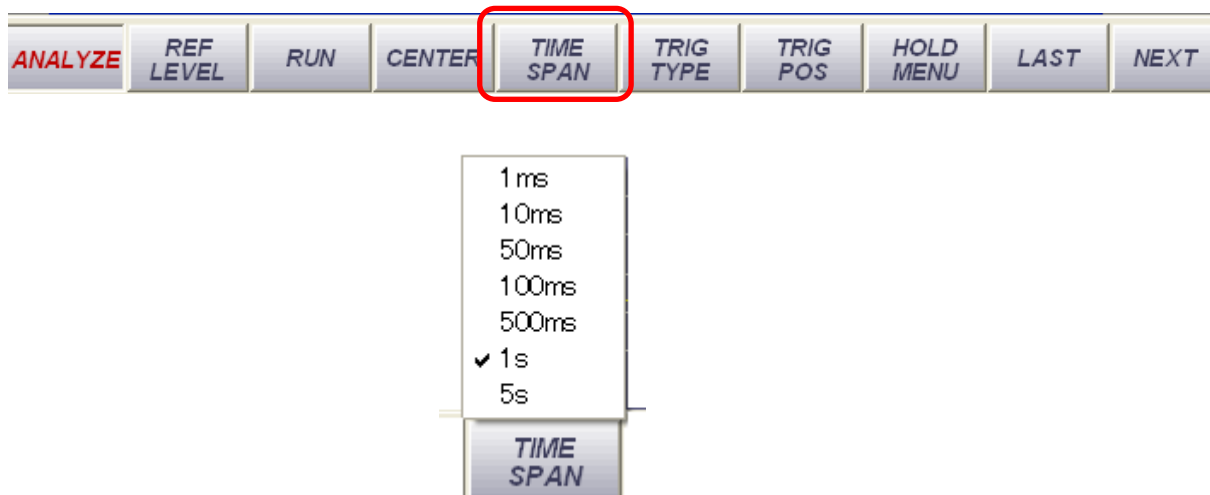 ANALYZE
REF
LEVEL
RUN
CENTER
TIME
SPAN
TRIG
TYPE
TRIG
POS
HOLD
MENU
LAST
NEXT
1ms
10ms
50ms
100ms
500ms
1s
5s
TIME
SPAN